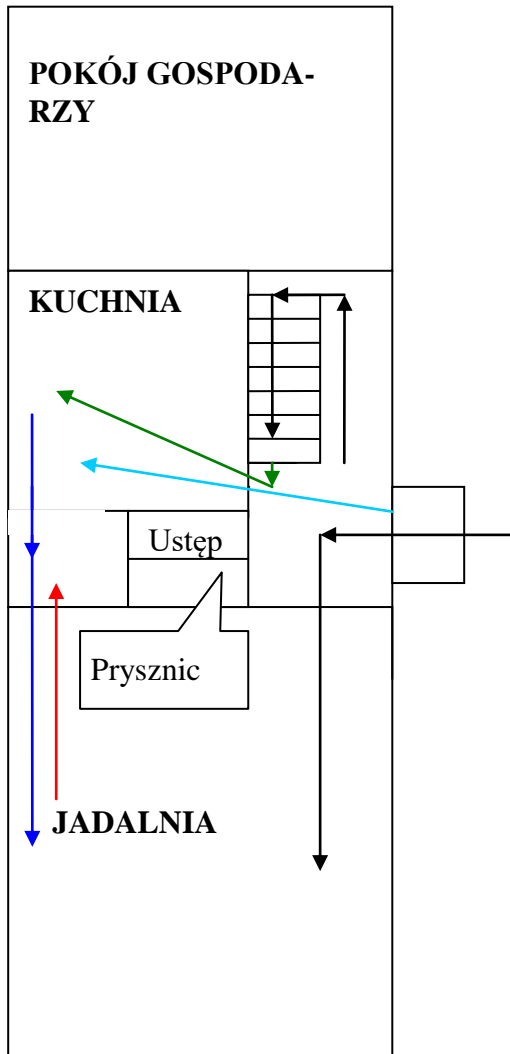 POKÓJ GOSPODA-
RZY
KUCHNIA
Ustęp
Prysznic
JADALNIA